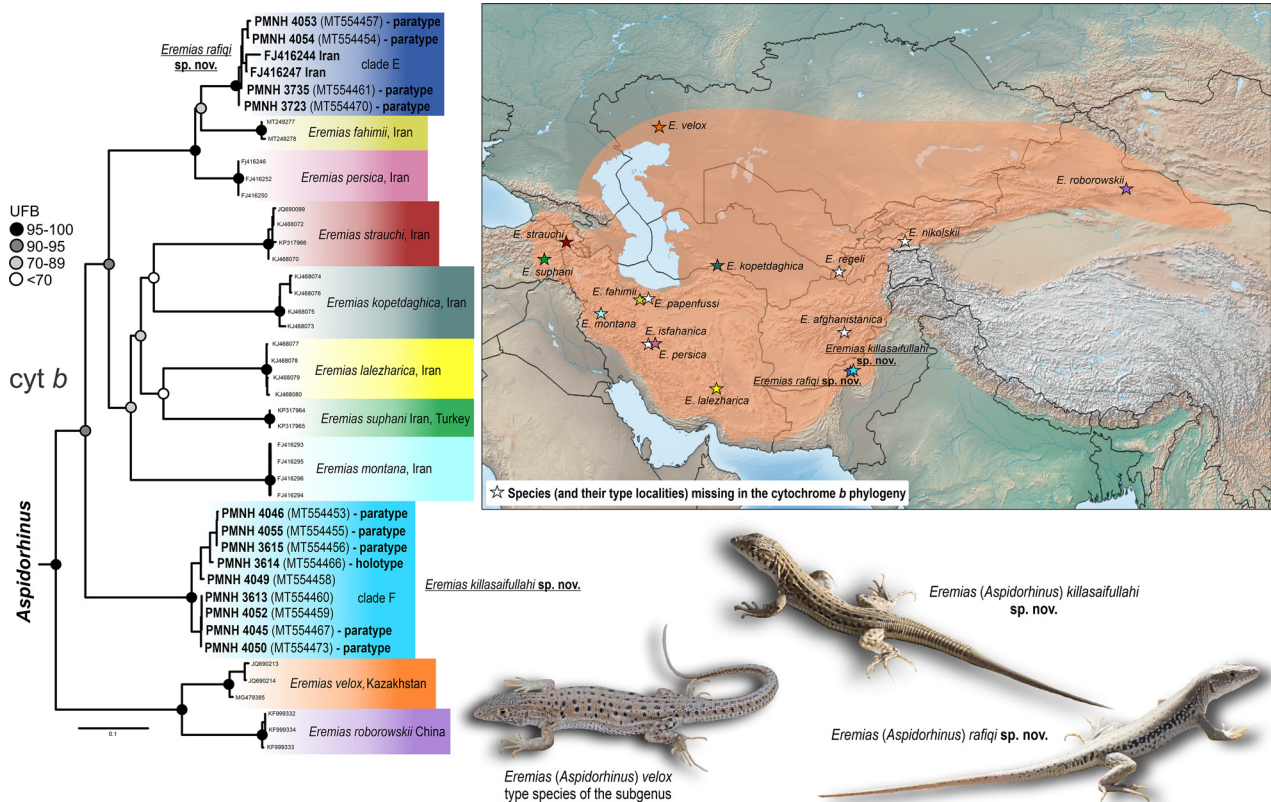 PMNH 4053 (MT554457) - paratype
PMNH 4054 (MT554454) - paratype
Eremias rafiqi
sp. nov.
FJ416244 Iran
clade E
FJ416247 Iran
PMNH 3735 (MT554461) - paratype
PMNH 3723 (MT554470) - paratype
MT249277
Eremias fahimii, Iran
MT249278
FJ416246
FJ416252
Eremias persica, Iran
FJ416250
UFB
95-100
90-95
70-89
<70
JQ690099
KJ468072
Eremias strauchi, Iran
KP317966
KJ468070
KJ468074
KJ468076
Eremias kopetdaghica, Iran
KJ468075
KJ468073
cyt b
KJ468077
KJ468078
Eremias lalezharica, Iran
KJ468079
KJ468080
KP317964
Eremias suphani Iran, Turkey
KP317965
FJ416293
FJ416295
Eremias montana, Iran
FJ416296
FJ416294
PMNH 4046 (MT554453) - paratype
PMNH 4055 (MT554455) - paratype
PMNH 3615 (MT554456) - paratype
PMNH 3614 (MT554466) - holotype
PMNH 4049 (MT554458)
Eremias killasaifullahi sp. nov.
PMNH 3613 (MT554460)
clade F
PMNH 4052 (MT554459)
PMNH 4045 (MT554467) - paratype
PMNH 4050 (MT554473) - paratype
Aspidorhinus
JQ690213
JQ690214
Eremias velox, Kazakhstan
MG479385
KF999332
KF999334
Eremias roborowskii China
KF999333
0.1
E. velox
E. roborowskii
E. strauchi
E. nikolskii
E. suphani
E. kopetdaghica
E. regeli
E. fahimii
E. papenfussi
E. montana
E. afghanistanica
E. isfahanica
E. persica
Eremias killasaifullahi
sp. nov.
Eremias rafiqi sp. nov.
E. lalezharica
Species (and their type localities) missing in the cytochrome b phylogeny
Eremias (Aspidorhinus) killasaifullahi
sp. nov.
Eremias (Aspidorhinus) rafiqi sp. nov.
Eremias (Aspidorhinus) velox
type species of the subgenus